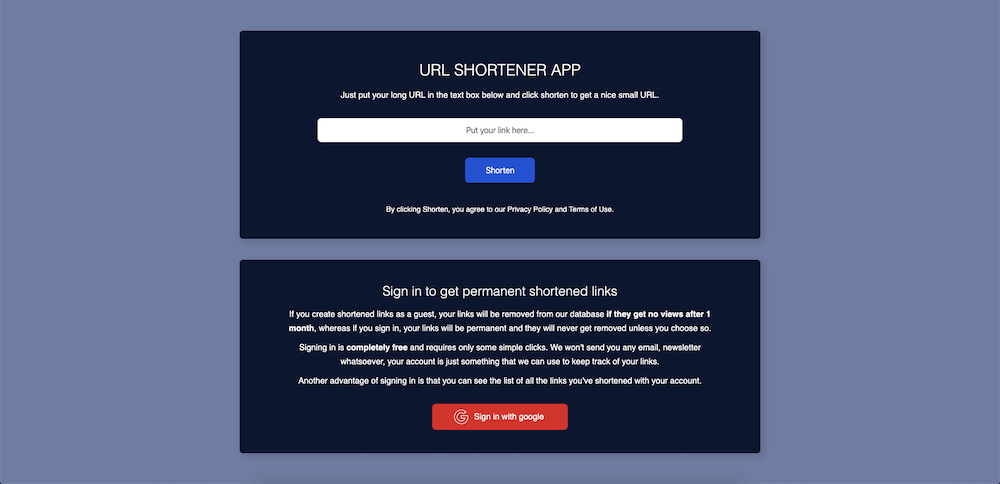 URL SHORTENER APP
Just put your long URL in the text box below and click shorten to get a nice small URL.
Put your link here...
Shorten
By clicking Shorten, you agree to our Privacy Policy and Terms of Use.
Sign in to get permanent shortened links
If you create shortened links as a guest, your links will be removed from our database if they get no views after 1
month, whereas if you sign in, your links will be permanent and they will never get removed unless you choose so.
Signing in is completely free and requires only some simple clicks. We won't send you any email, newsletter
whatsoever, your account is just something that we can use to keep track of your links.
Another advantage of signing in is that you can see the list of all the links you've shortened with your account.
Sign in with google